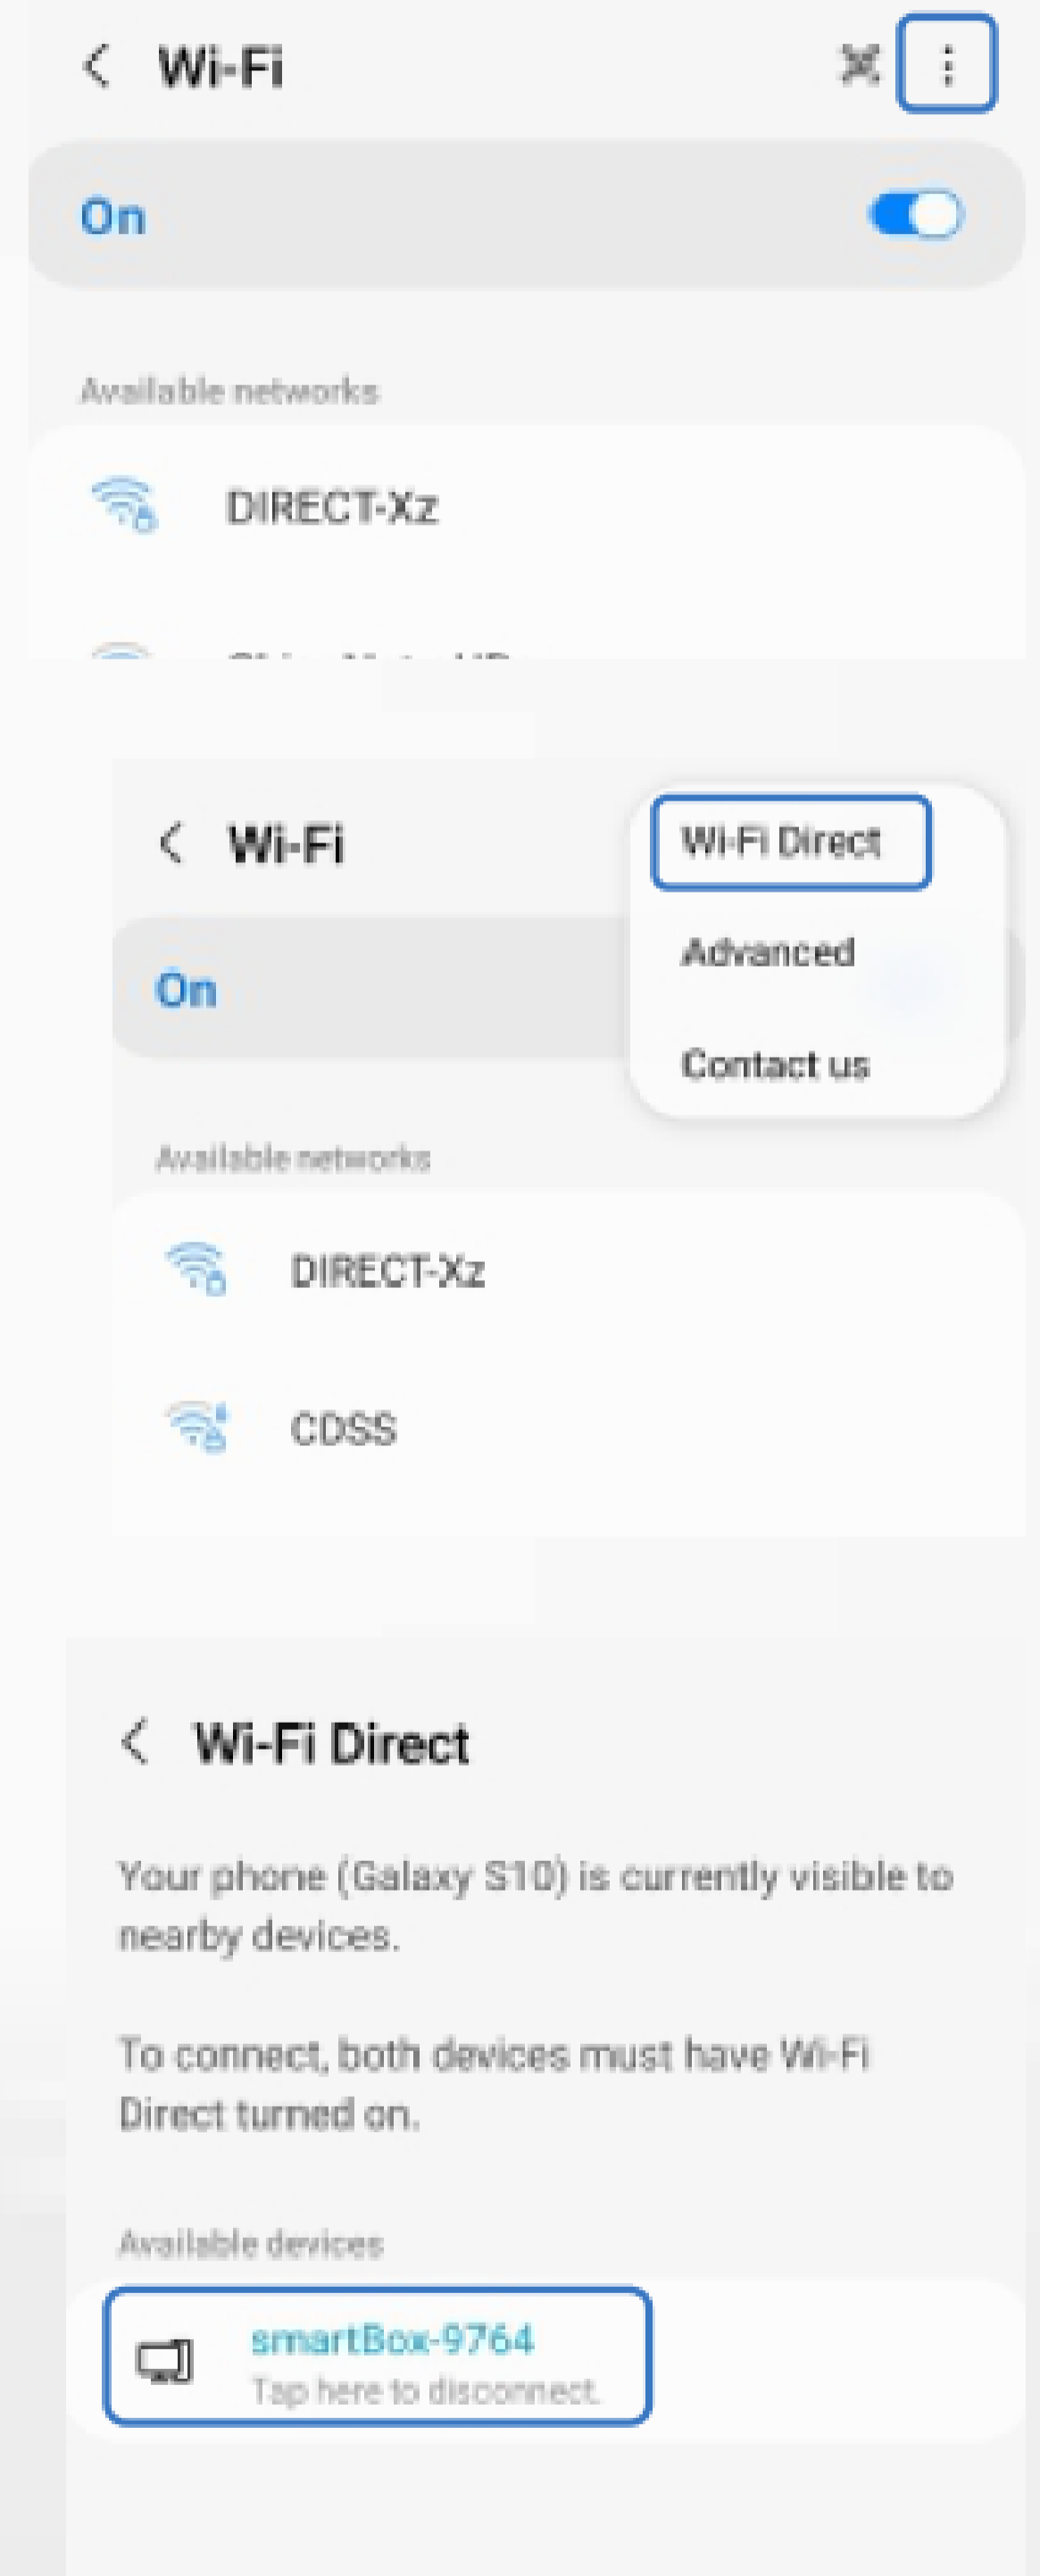 Wi-Fi
On
Available networks
DIRECT-Xz
Wi-Fi
Wi-Fi Direct
On
Advanced
Contact us
Available networks
DIRECT-Xz
CDSS
Wi-Fi Direct
Your phone (Galaxy S10) is currently visible to
nearby devices.
To connect, both devices must have Wi-Fi
Direct turned on.
Available devices
smartBox-9764
Tap here to disconnect.